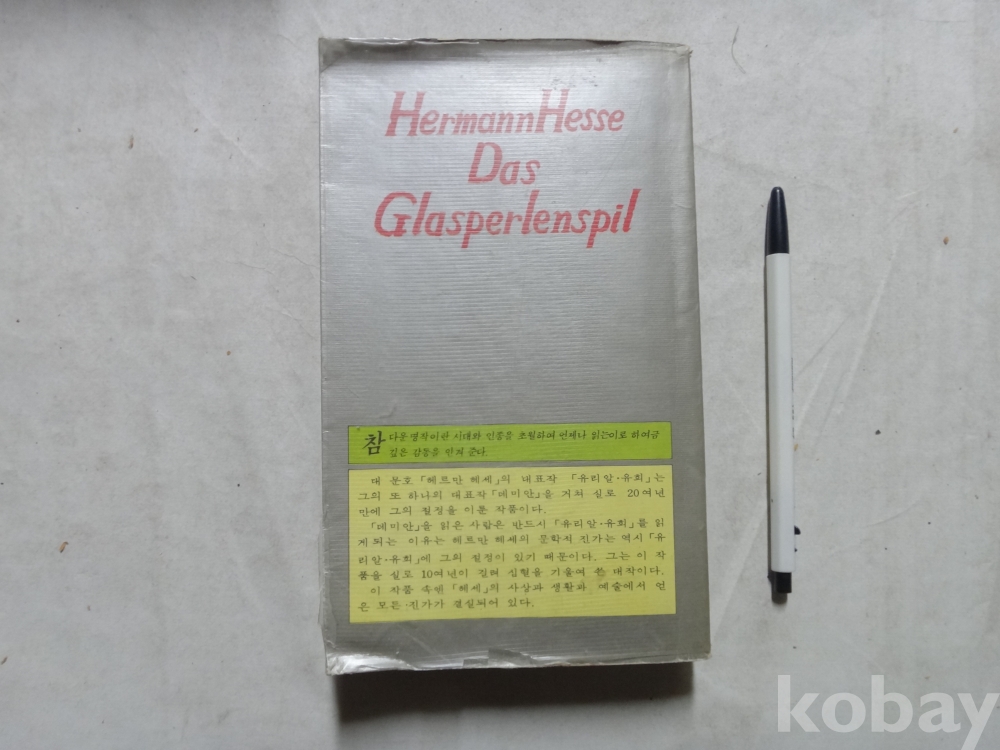 HermannHesse
Das
Glasperlenspil
참다운 명작이란 시대와 인종을 초월하여 언제나 읽는이로 하여금
깊은 감동을 안겨 준다.
대 문호 「헤르만 헤세」의 대표작 「유리알·유희」는
그의 또 하나의 대표작 「데미안」을 거쳐 실로 20여년
만에 그의 절정을 이룬 작품이다.
「데미안」을 읽은 사람은 반드시 「유리알·유희」를 읽
게되는 이유는 헤르만 헤세의 문학적 진가는 역시 「유
리알·유희」에 그의 절정이 있기 때문이다. 그는 이 작
품을 실로 10여년이 걸려 심혈을 기울여 쓴 대작이다.
이 작품 속엔 「헤세」의 사상과 생활과 예술에서 얻
은 모든·진가가 결실되어 있다.
kobay